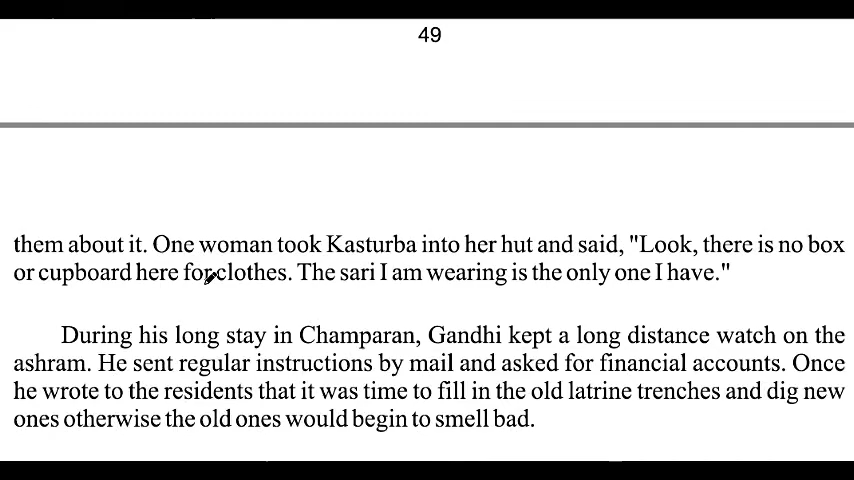 49
them about it. One woman took Kasturba into her hut and said, "Look, there is no box
or cupboard here for clothes. The sari I am wearing is the only one I have."
During his long stay in Champaran, Gandhi kept a long distance watch on the
ashram. He sent regular instructions by mail and asked for financial accounts. Once
he wrote to the residents that it was time to fill in the old latrine trenches and dig new
ones otherwise the old ones would begin to smell bad.